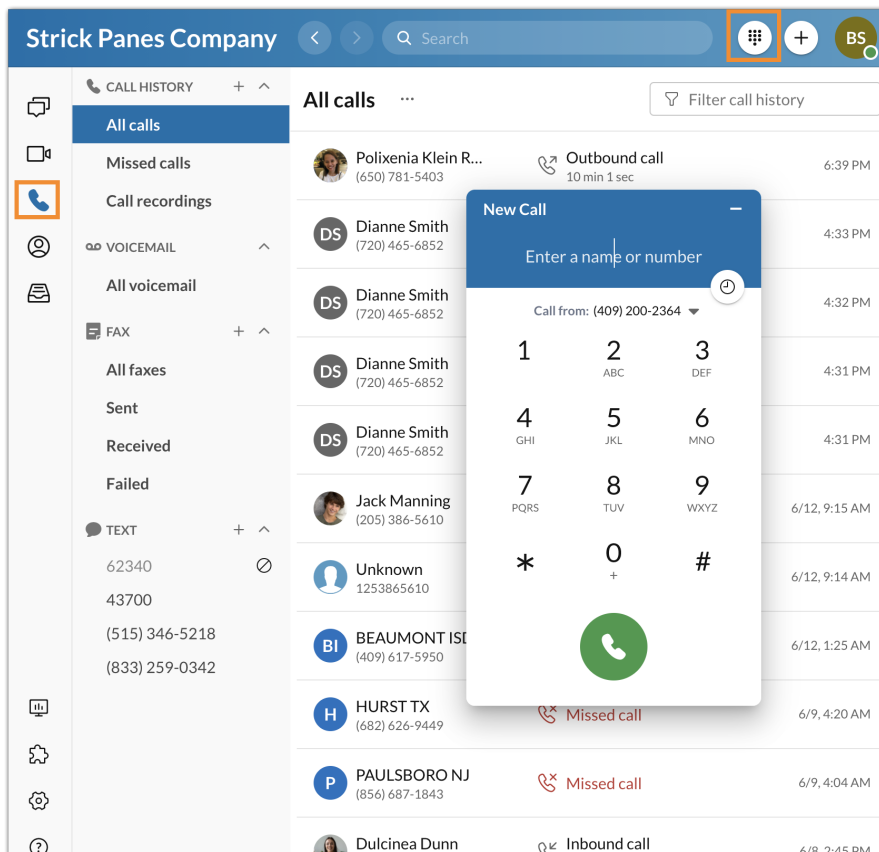 Strick Panes Company
Search
BS
CALL HISTORY
All calls
Missed calls
Call recordings
VOICEMAIL
All voicemail
FAX
All faxes
Sent
Received
Failed
TEXT
62340
43700
(515) 346-5218
(833) 259-0342
All calls ...
Filter call history
Polixenia Klein R...
(650) 781-5403
Outbound call
10 min 1 sec
6:39 PM
DS
Dianne Smith
(720) 465-6852
4:33 PM
DS
Dianne Smith
(720) 465-6852
4:32 PM
DS
Dianne Smith
(720) 465-6852
4:31 PM
DS
Dianne Smith
(720) 465-6852
4:31 PM
Jack Manning
(205) 386-5610
6/12, 9:15 AM
Unknown
1253865610
6/12, 9:14 AM
BI
BEAUMONT
(409) 617-5950
6/12, 1:25 AM
H
HURST TX
(682) 626-9449
Missed call
6/9, 4:20 AM
P
PAULSBORO NJ
(856) 687-1843
Missed call
6/9, 4:04 AM
Dulcinea Dunn
Inbound call
6/8, 2:45 PM
New Call
Enter a name or number
Call from: (409) 200-2364
1 2 3
ABC DEF
4 5 6
GHI JKL MNO
7 8 9
PQRS TUV WXYZ
* 0 #
+